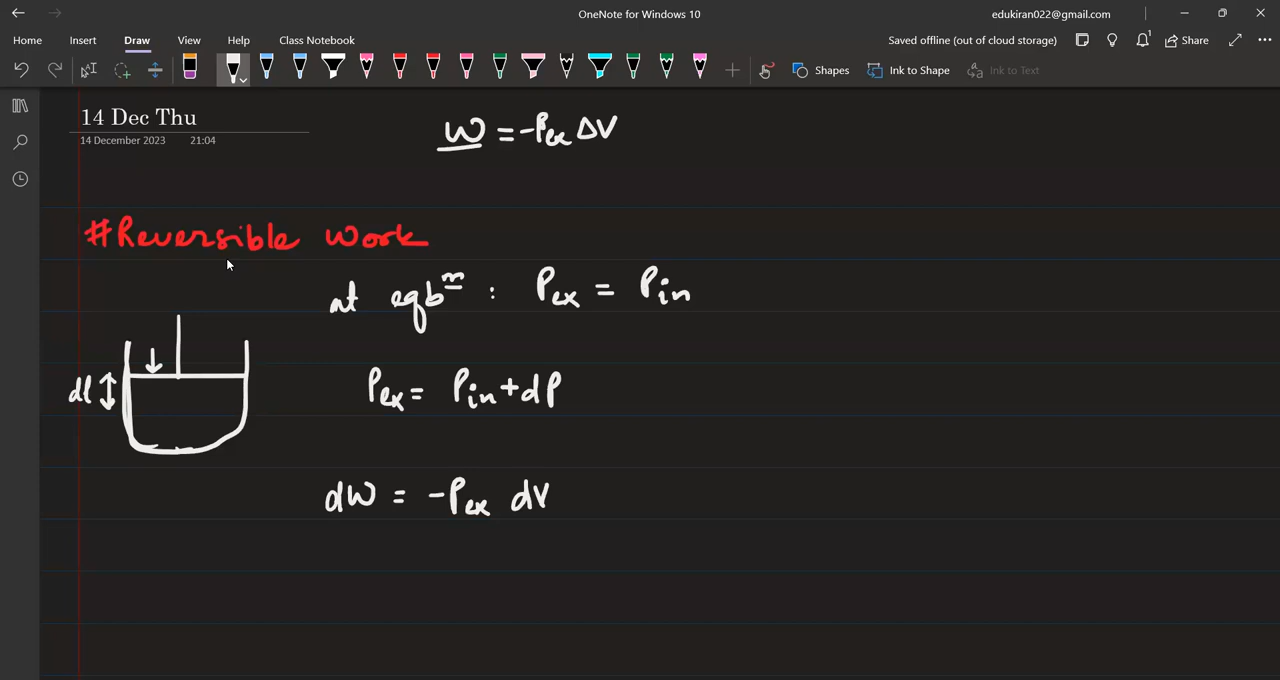 OneNote for Windows 10
edukiran022@gmail.com
Home Insert Draw View Help Class Notebook
Saved offline (out of cloud storage) Share
Shapes Ink to Shape Ink to Text
14 Dec Thu
14 December 2023 21:04
W = -Pex ΔV
#Reversible Work
at eqbm : Pex = Pin
dl
Pex = Pin + dP
dW = -Pex dV